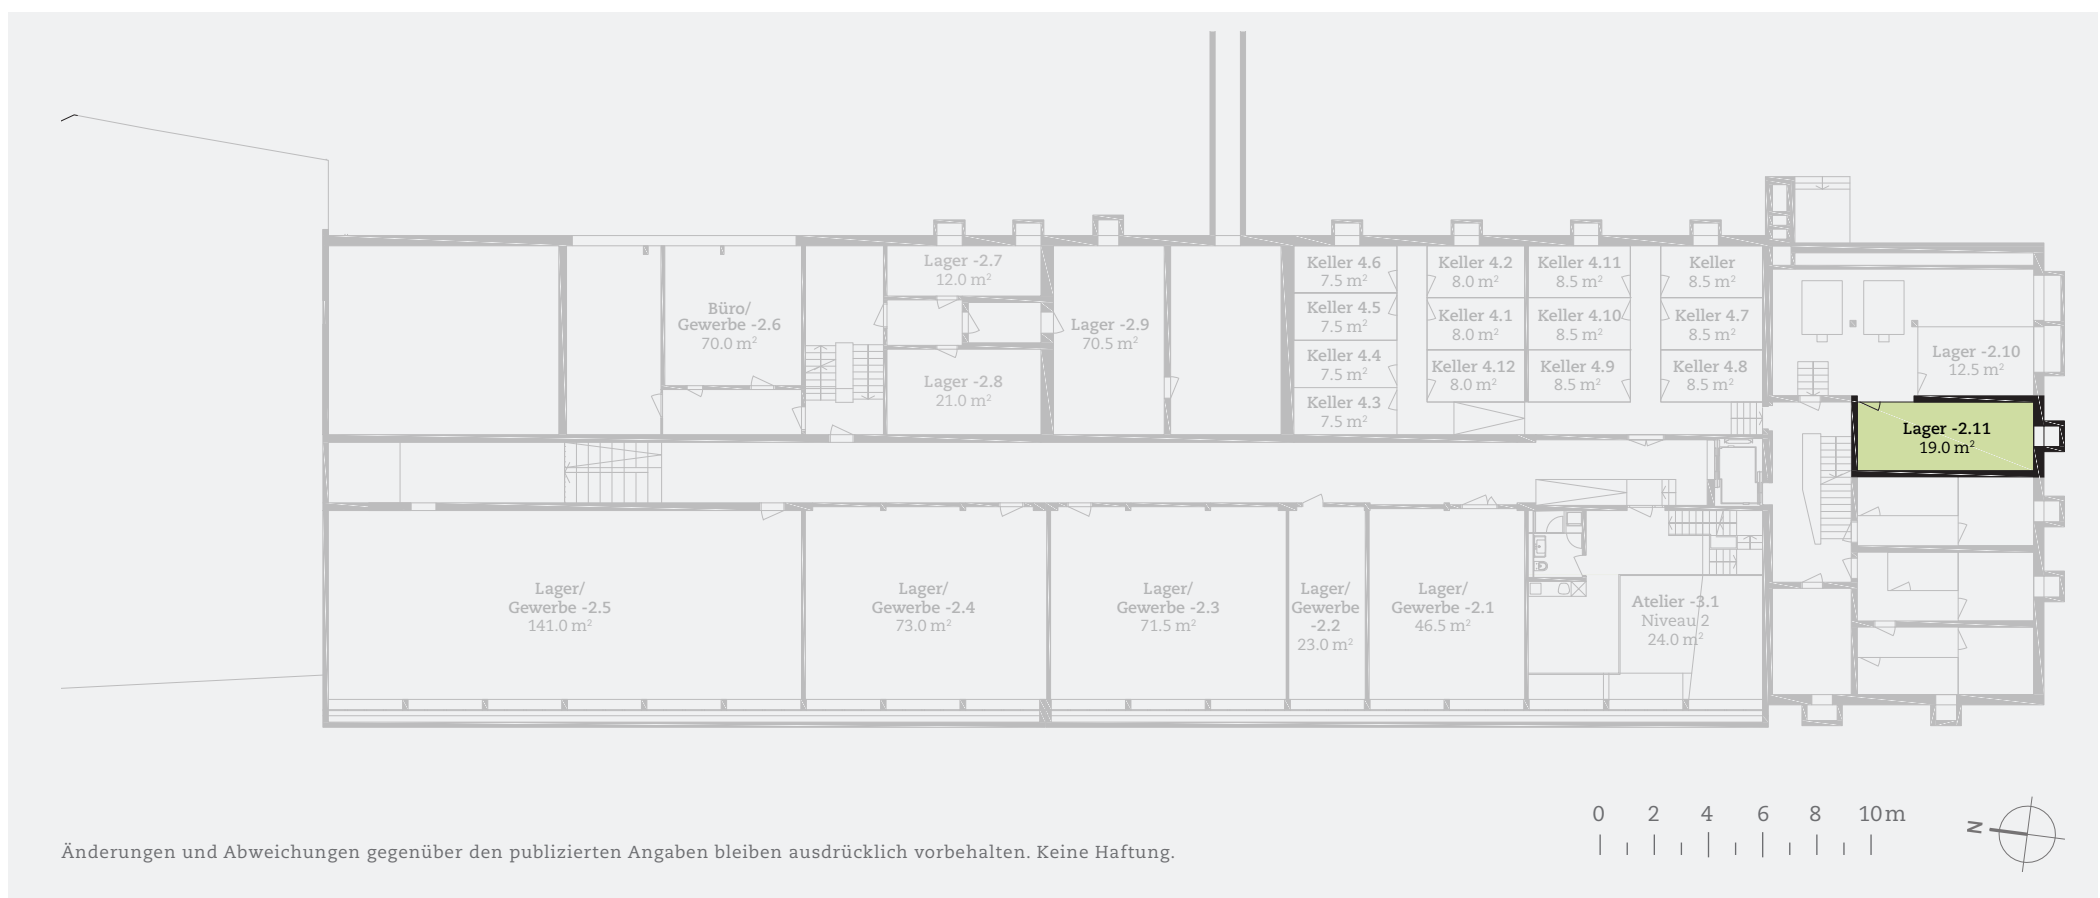 Lager -2.7
12.0 m²
Büro/
Gewerbe -2.6
70.0 m²
Lager -2.8
21.0 m²
Lager -2.9
70.5 m²
Keller 4.6
7.5 m²
Keller 4.5
7.5 m²
Keller 4.4
7.5 m²
Keller 4.3
7.5 m²
Keller 4.2
8.0 m²
Keller 4.1
8.0 m²
Keller 4.12
8.0 m²
Keller 4.11
8.5 m²
Keller 4.10
8.5 m²
Keller 4.9
8.5 m²
Keller
8.5 m²
Keller 4.7
8.5 m²
Keller 4.8
8.5 m²
Lager -2.10
12.5 m²
Lager -2.11
19.0 m²
Lager/
Gewerbe -2.5
141.0 m²
Lager/
Gewerbe -2.4
73.0 m²
Lager/
Gewerbe -2.3
71.5 m²
Lager/
Gewerbe
-2.2
23.0 m²
Lager/
Gewerbe -2.1
46.5 m²
Atelier -3.1
Niveau 2
24.0 m²
0 2 4 6 8 10 m
N
Änderungen und Abweichungen gegenüber den publizierten Angaben bleiben ausdrücklich vorbehalten. Keine Haftung.